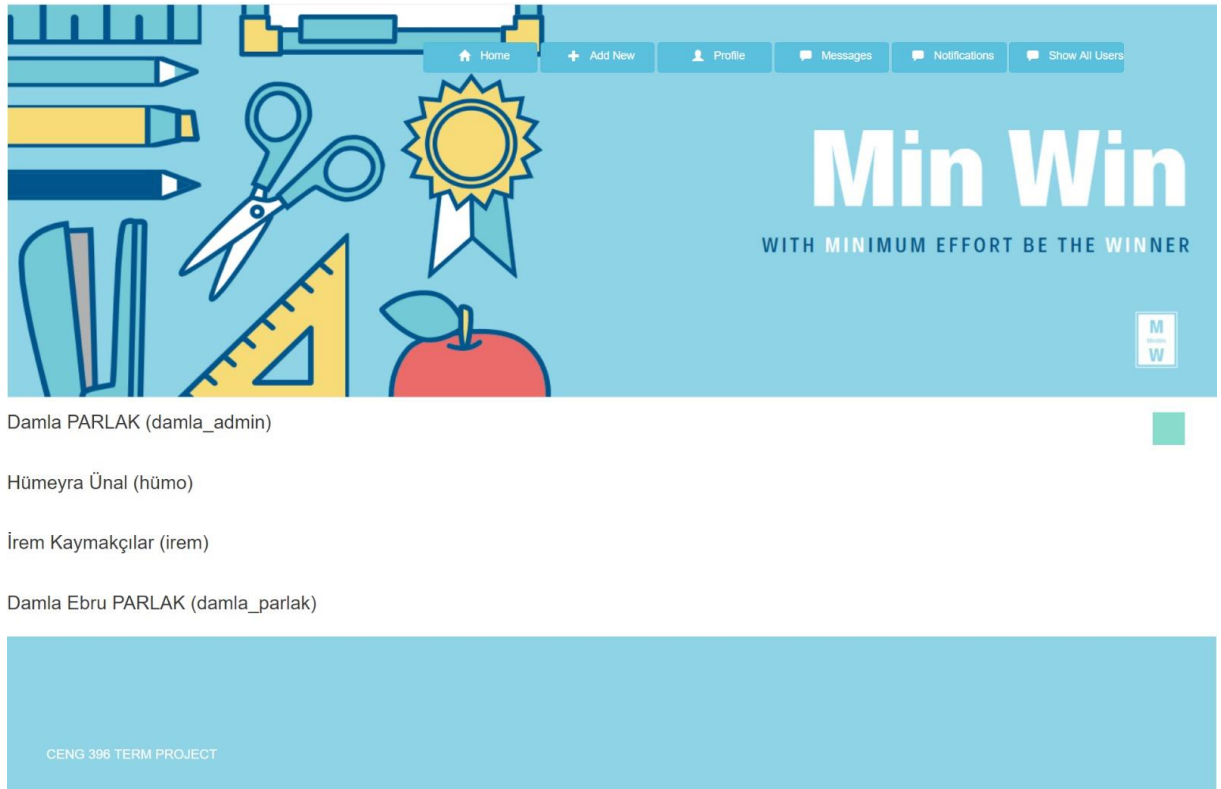 Home Add New Profile Messages Notifications Show All Users
Min Win
WITH MINIMUM EFFORT BE THE WINNER
M
W
Damla PARLAK (damla_admin)
Hümeyra Ünal (hümo)
İrem Kaymakçılar (irem)
Damla Ebru PARLAK (damla_parlak)
CENG 396 TERM PROJECT